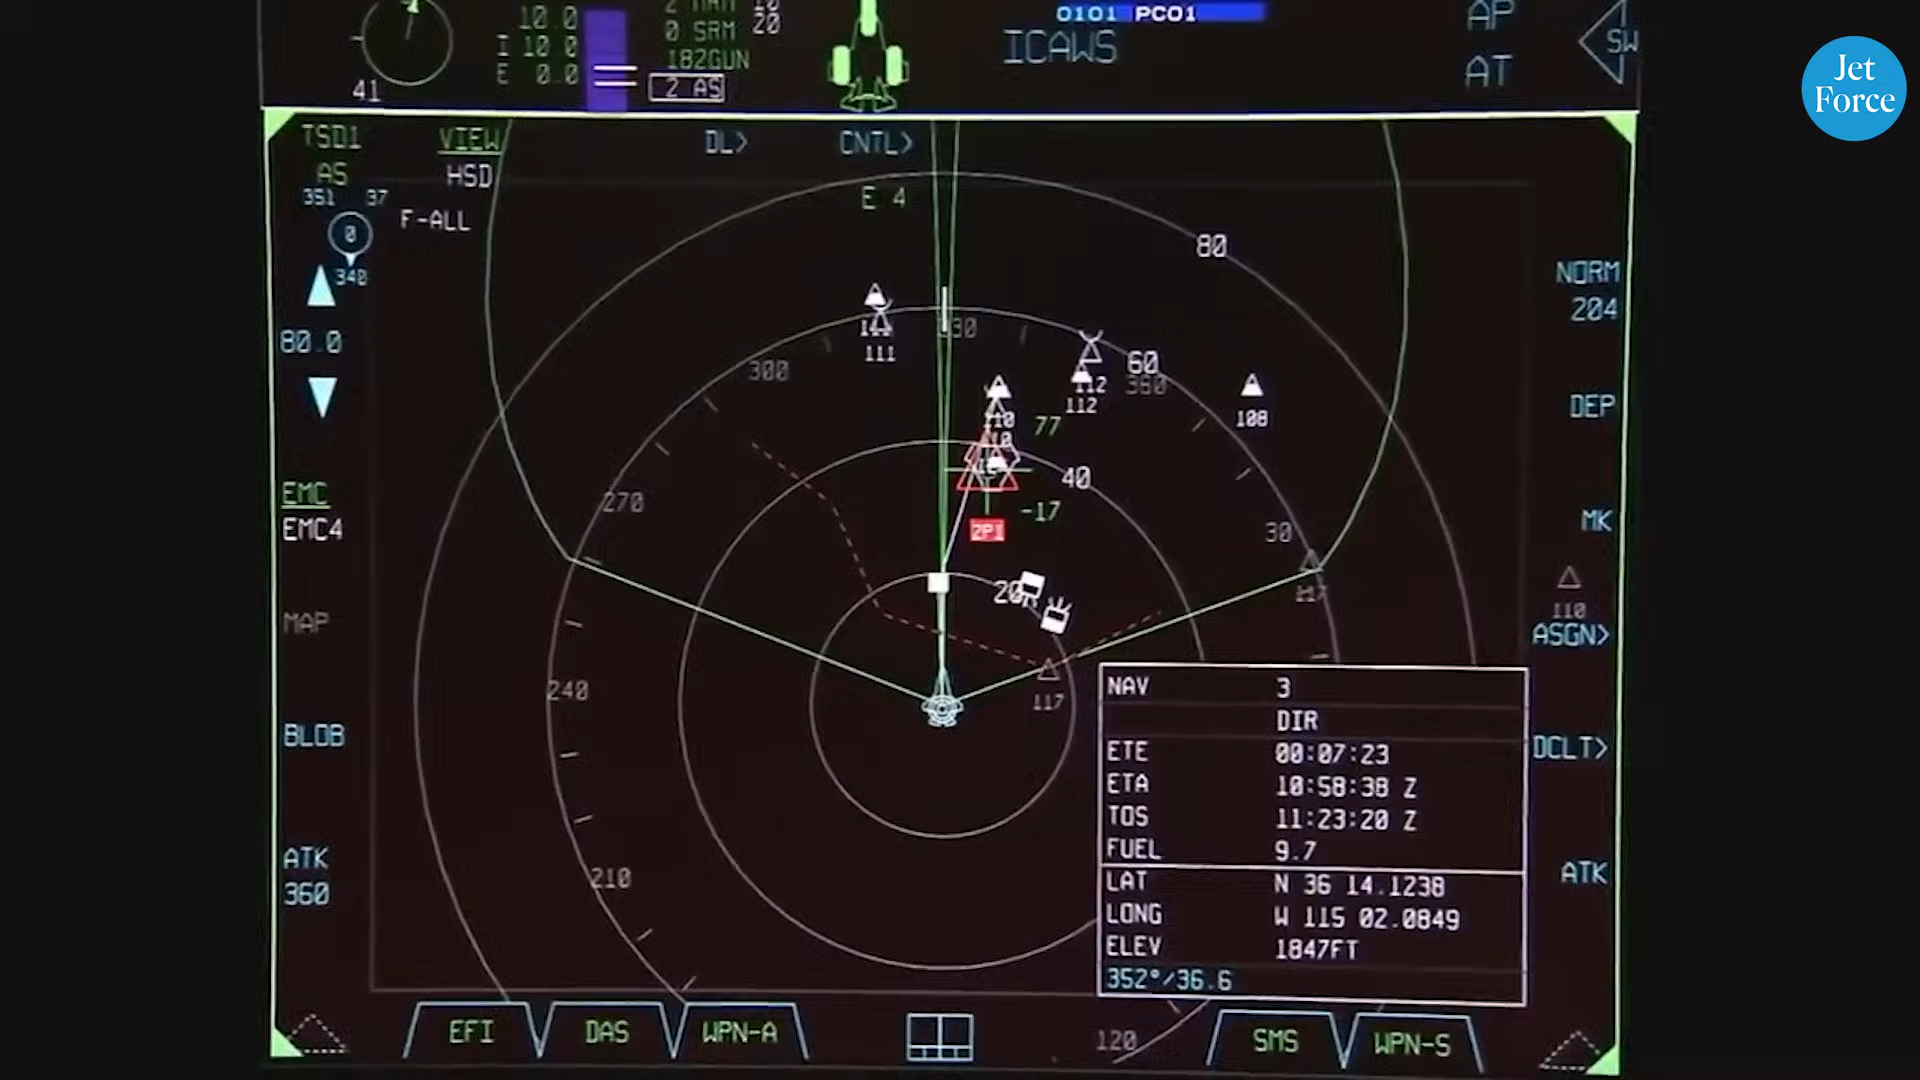 10.0
I 10.0
E 0.0
41
0 SRM
20
182GUN
2 AS
0101 PC01
ICAWS
AP
AT
SW
Jet
Force
TSD1
AS
351 37
0
340
VIEW
HSD
F-ALL
DL>
CNTL>
E 4
80
80.0
NORM
204
DEP
MK
110
ASGN>
DCLT>
ATK
EMC
EMC4
MAP
BLOB
ATK
360
300
330
111
60
360
112
112
108
110
77
40
-17
2P1
270
30
117
20
240
117
210
120
NAV 3
DIR
ETE 00:07:23
ETA 10:58:38 Z
TOS 11:23:20 Z
FUEL 9.7
LAT N 36 14.1238
LONG W 115 02.0849
ELEV 1847FT
352°/36.6
EFI
DAS
WPN-A
SMS
WPN-S